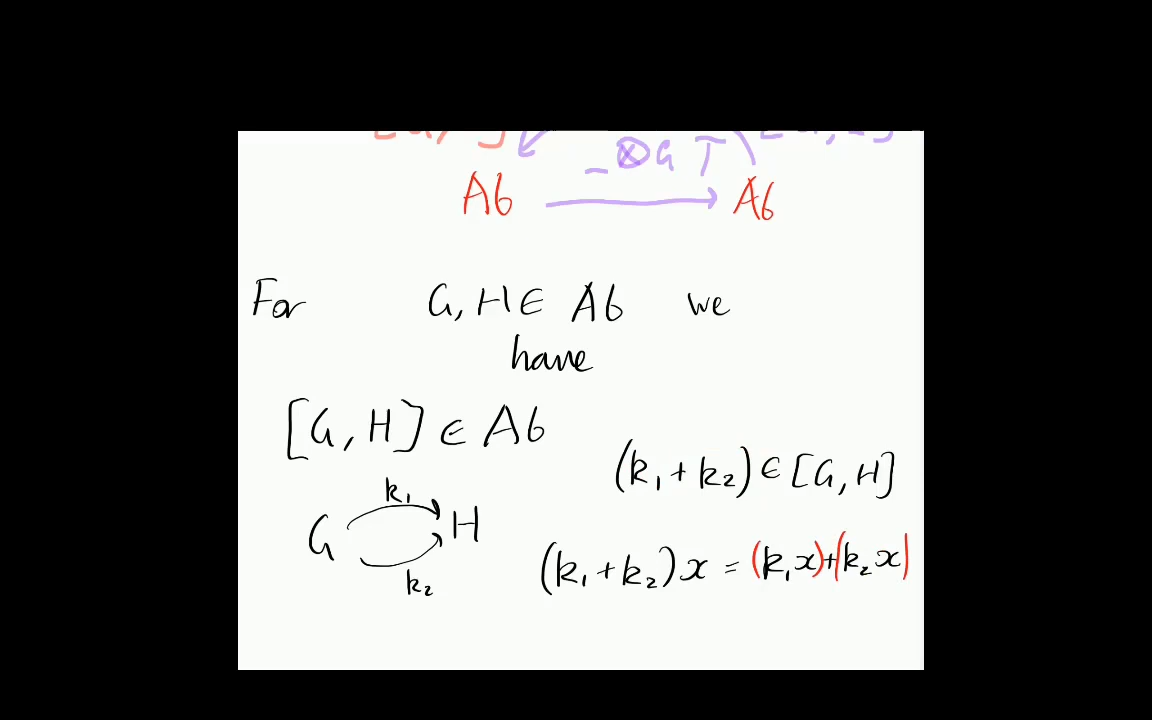 _⊗G T
Ab Ab
For G, H ∈ Ab we
have
[G, H] ∈ Ab
(k₁ + k₂) ∈ [G, H]
k₁
G H
k₂
(k₁ + k₂)x = (k₁x)+(k₂x)